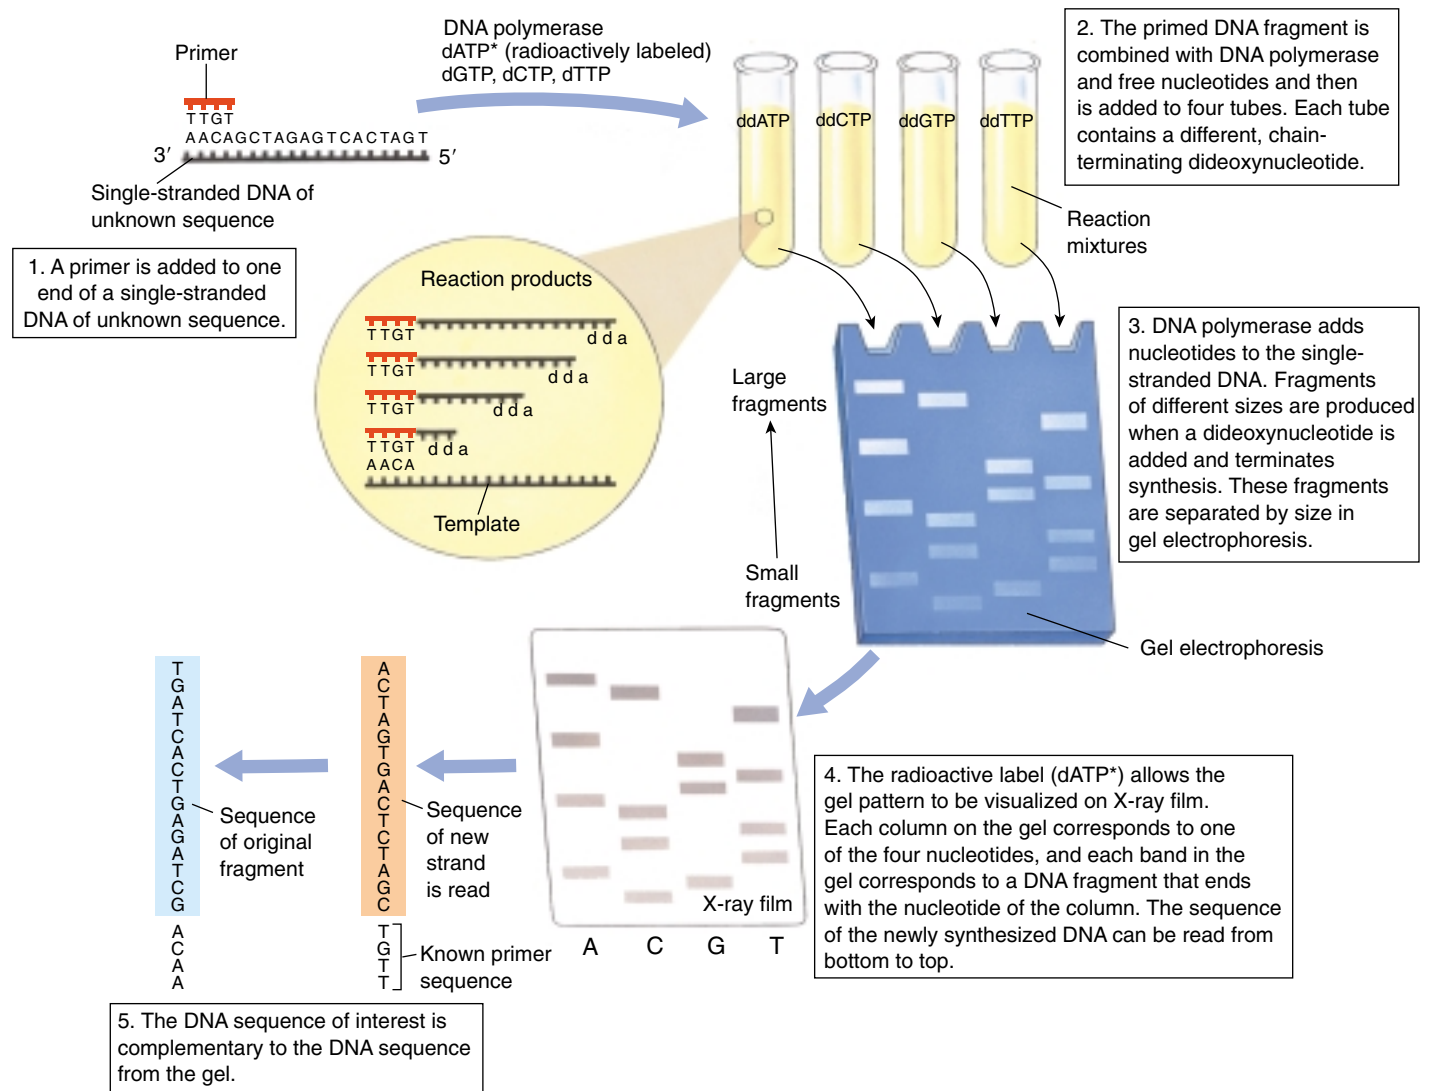 Primer
TTGT
AACAGCTAGAGTCACTAGT
3′ 5′
Single-stranded DNA of
unknown sequence
1. A primer is added to one
end of a single-stranded
DNA of unknown sequence.
DNA polymerase
dATP* (radioactively labeled)
dGTP, dCTP, dTTP
ddATP ddCTP ddGTP ddTTP
2. The primed DNA fragment is
combined with DNA polymerase
and free nucleotides and then
is added to four tubes. Each tube
contains a different, chain-
terminating dideoxynucleotide.
Reaction
mixtures
Reaction products
TTGT dda
TTGT dda
TTGT dda
TTGT dda
AACA
Template
Large
fragments
Small
fragments
3. DNA polymerase adds
nucleotides to the single-
stranded DNA. Fragments
of different sizes are produced
when a dideoxynucleotide is
added and terminates
synthesis. These fragments
are separated by size in
gel electrophoresis.
Gel electrophoresis
X-ray film
A C G T
4. The radioactive label (dATP*) allows the
gel pattern to be visualized on X-ray film.
Each column on the gel corresponds to one
of the four nucleotides, and each band in the
gel corresponds to a DNA fragment that ends
with the nucleotide of the column. The sequence
of the newly synthesized DNA can be read from
bottom to top.
A
C
T
A
G
T
G
A
C
T
C
T
A
G
C
T
G
T
T
Sequence
of new
strand
is read
Known primer
sequence
T
G
A
T
C
A
C
T
G
A
G
A
T
C
G
A
C
A
A
Sequence
of original
fragment
5. The DNA sequence of interest is
complementary to the DNA sequence
from the gel.